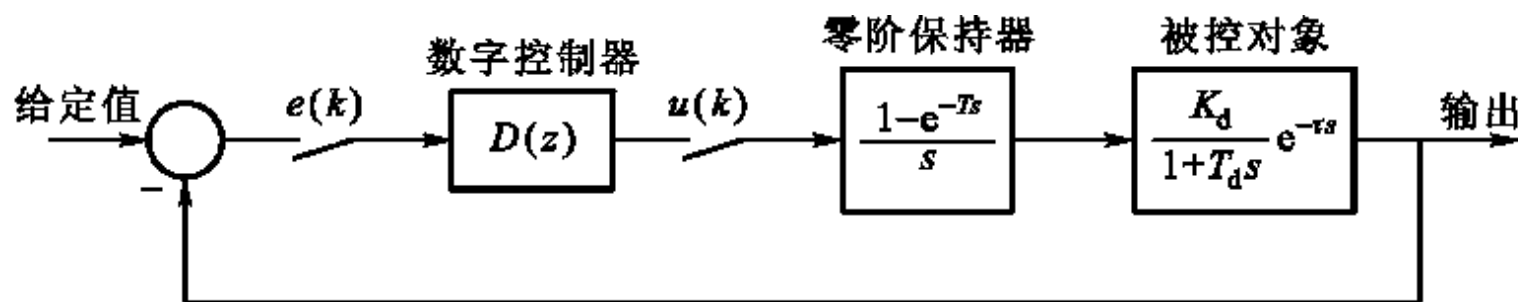 零阶保持器
被控对象
数字控制器
给定值
e(k)
D(z)
u(k)
1-e^{-Ts}
s
K_d
1+T_d s
e^{-τs}
输出
-